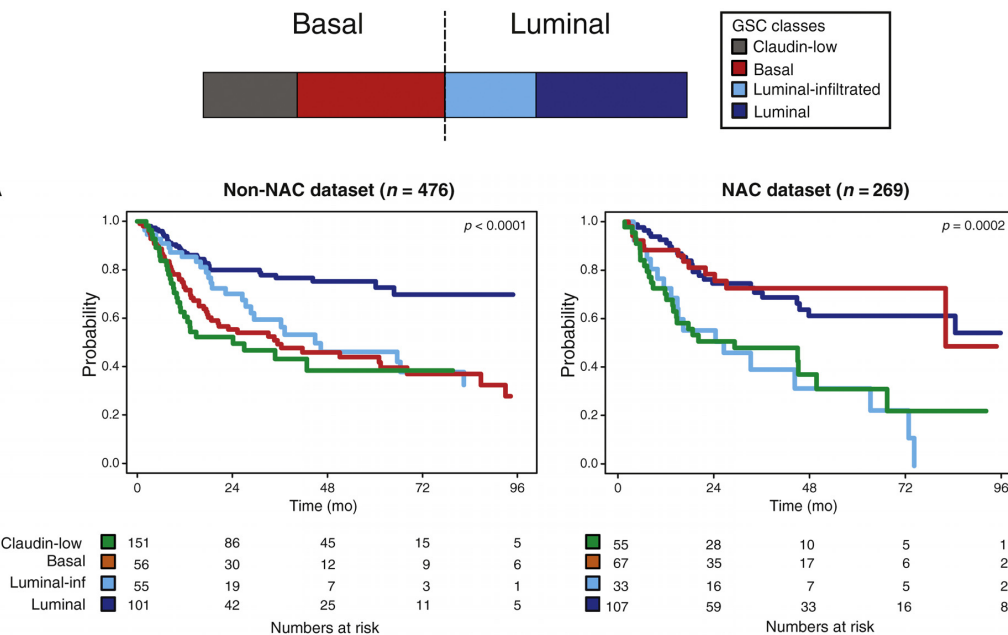 Basal Luminal
GSC classes
Claudin-low
Basal
Luminal-infiltrated
Luminal
Non-NAC dataset (n = 476)
p < 0.0001
Probability
1.0
0.8
0.6
0.4
0.2
0.0
0 24 48 72 96
Time (mo)
NAC dataset (n = 269)
p = 0.0002
Probability
1.0
0.8
0.6
0.4
0.2
0.0
0 24 48 72 96
Time (mo)
Claudin-low 151 86 45 15 5 55 28 10 5 1
Basal 56 30 12 9 6 67 35 17 6 2
Luminal-inf 55 19 7 3 1 33 16 7 5 2
Luminal 101 42 25 11 5 107 59 33 16 8
Numbers at risk Numbers at risk